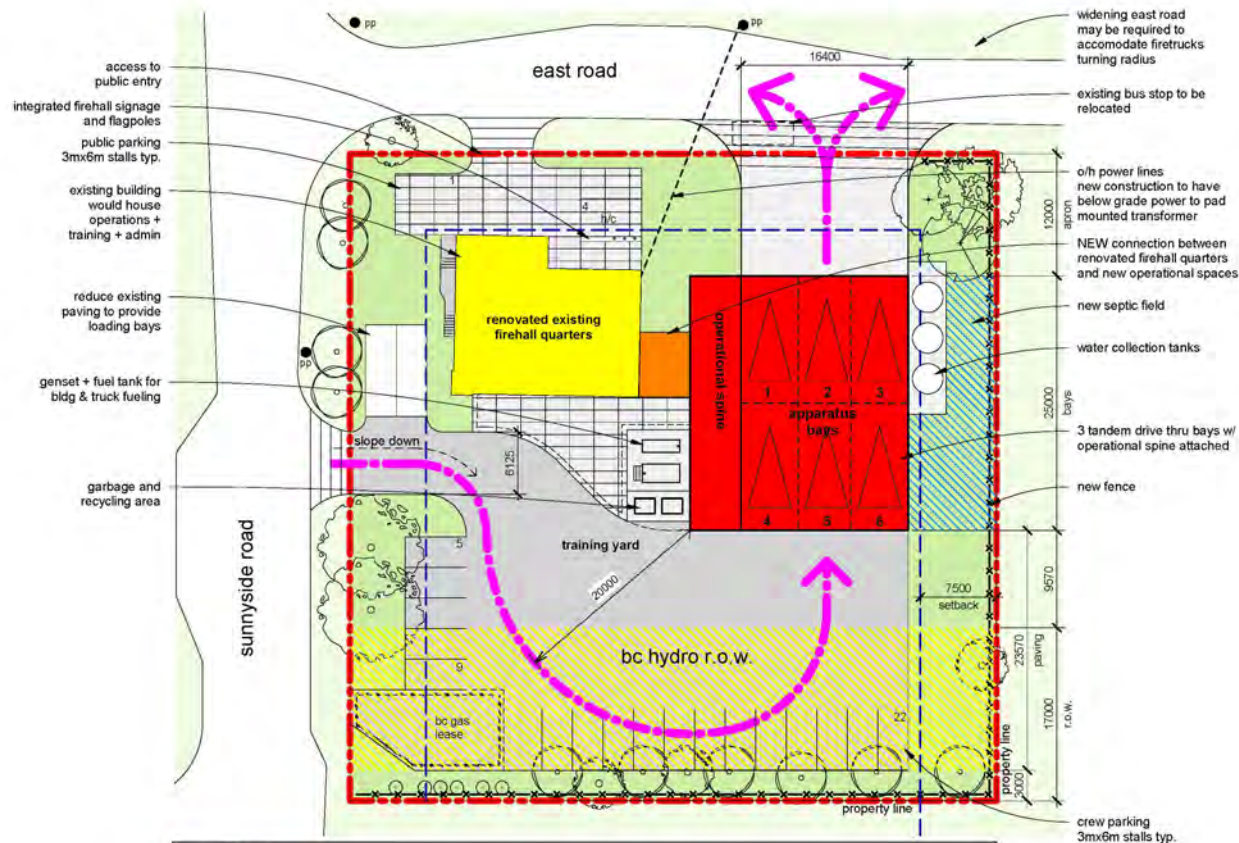 pp
pp
widening east road
may be required to
accomodate firetrucks
turning radius
16400
east road
access to
public entry
integrated firehall signage
and flagpoles
existing bus stop to be
relocated
public parking
3mx6m stalls typ.
existing building
would house
operations +
training + admin
1
4
h/c
o/h power lines
new construction to have
below grade power to pad
mounted transformer
12000
apron
NEW connection between
renovated firehall quarters
and new operational spaces
reduce existing
paving to provide
loading bays
renovated existing
firehall quarters
operational spine
new septic field
pp
water collection tanks
genset + fuel tank for
bldg & truck fueling
1
2
3
apparatus
bays
25000
bays
slope down
6125
3 tandem drive thru bays w/
operational spine attached
garbage and
recycling area
new fence
4
5
6
training yard
5
20000
7500
setback
9570
sunnyside road
bc hydro r.o.w.
9
23570
paving
bc gas
lease
22
17000
r.o.w.
property line
3000
property line
crew parking
3mx6m stalls typ.